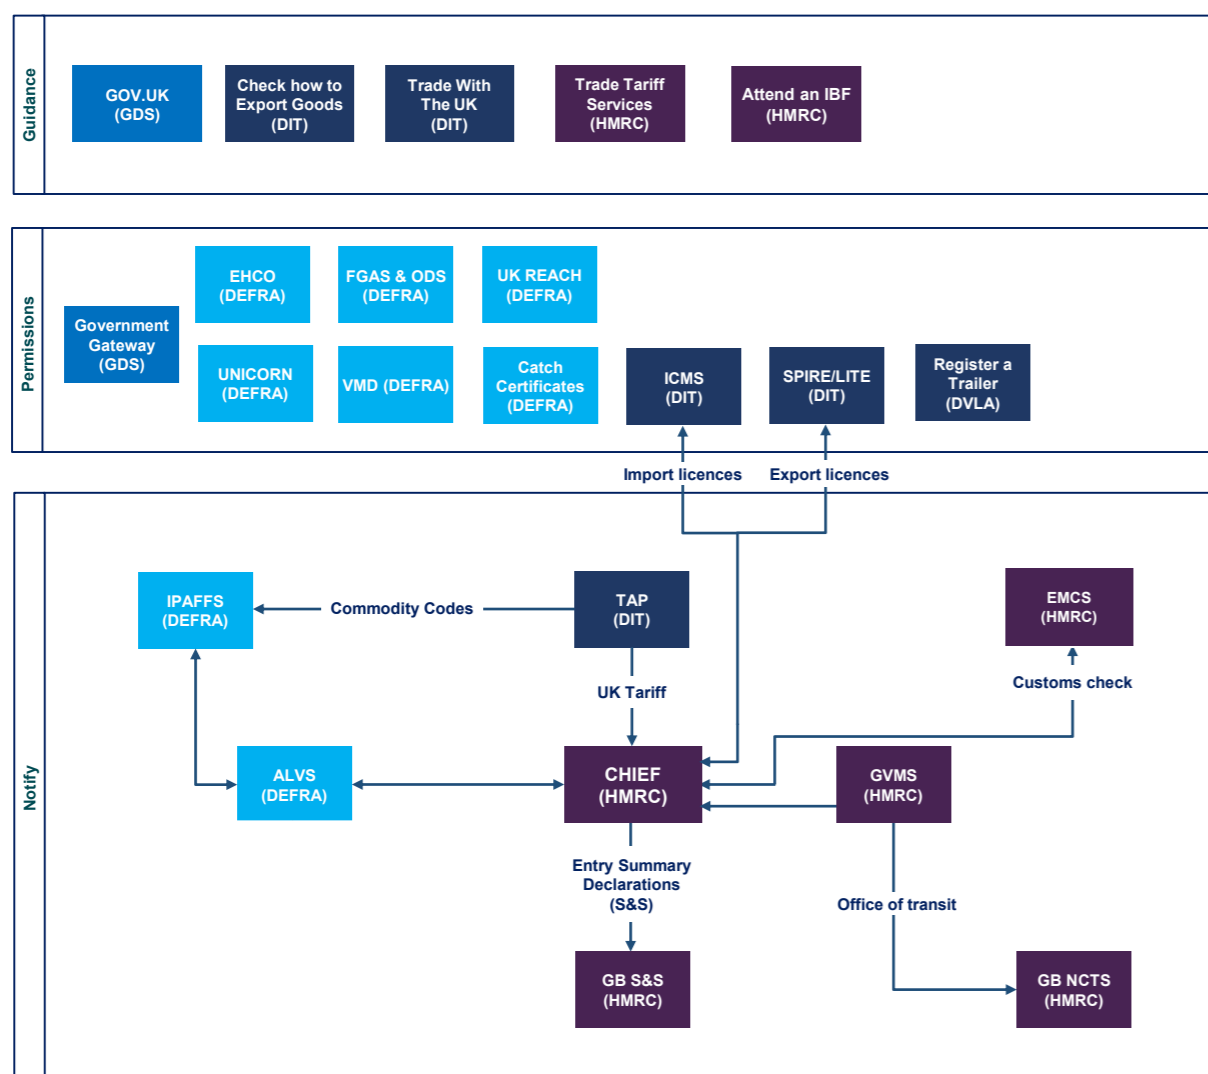 Guidance
GOV.UK
(GDS)
Check how to
Export Goods
(DIT)
Trade With
The UK
(DIT)
Trade Tariff
Services
(HMRC)
Attend an IBF
(HMRC)
Permissions
Government
Gateway
(GDS)
EHCO
(DEFRA)
FGAS & ODS
(DEFRA)
UK REACH
(DEFRA)
UNICORN
(DEFRA)
VMD (DEFRA)
Catch
Certificates
(DEFRA)
ICMS
(DIT)
SPIRE/LITE
(DIT)
Register a
Trailer
(DVLA)
Import licences
Export licences
Notify
IPAFFS
(DEFRA)
Commodity Codes
TAP
(DIT)
EMCS
(HMRC)
UK Tariff
Customs check
ALVS
(DEFRA)
CHIEF
(HMRC)
GVMS
(HMRC)
Entry Summary
Declarations
(S&S)
Office of transit
GB S&S
(HMRC)
GB NCTS
(HMRC)